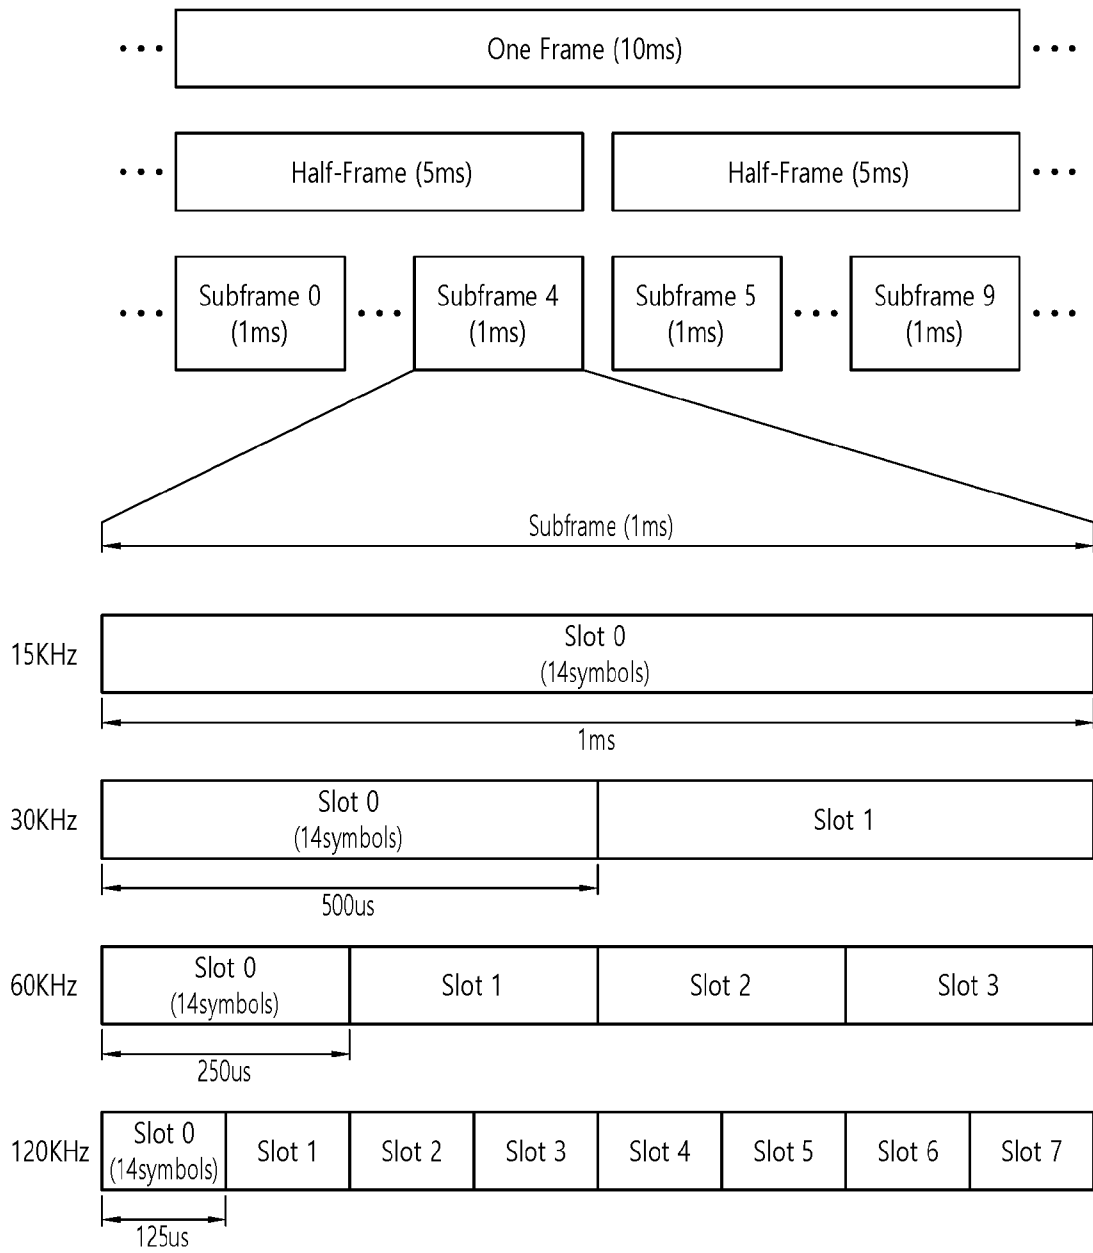 One Frame (10ms)
Half-Frame (5ms)
Half-Frame (5ms)
Subframe 0
(1ms)
Subframe 4
(1ms)
Subframe 5
(1ms)
Subframe 9
(1ms)
Subframe (1ms)
15KHz
Slot 0
(14symbols)
1ms
30KHz
Slot 0
(14symbols)
Slot 1
500us
60KHz
Slot 0
(14symbols)
Slot 1
Slot 2
Slot 3
250us
120KHz
Slot 0
(14symbols)
Slot 1
Slot 2
Slot 3
Slot 4
Slot 5
Slot 6
Slot 7
125us